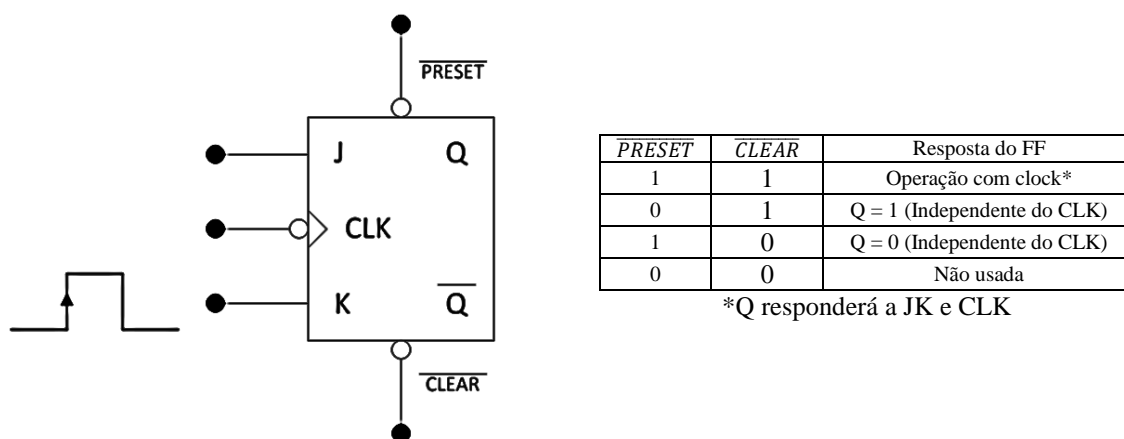 PRESET
J Q
CLK
K Q
CLEAR
PRESET CLEAR Resposta do FF
1 1 Operação com clock*
0 1 Q = 1 (Independente do CLK)
1 0 Q = 0 (Independente do CLK)
0 0 Não usada
*Q responderá a JK e CLK